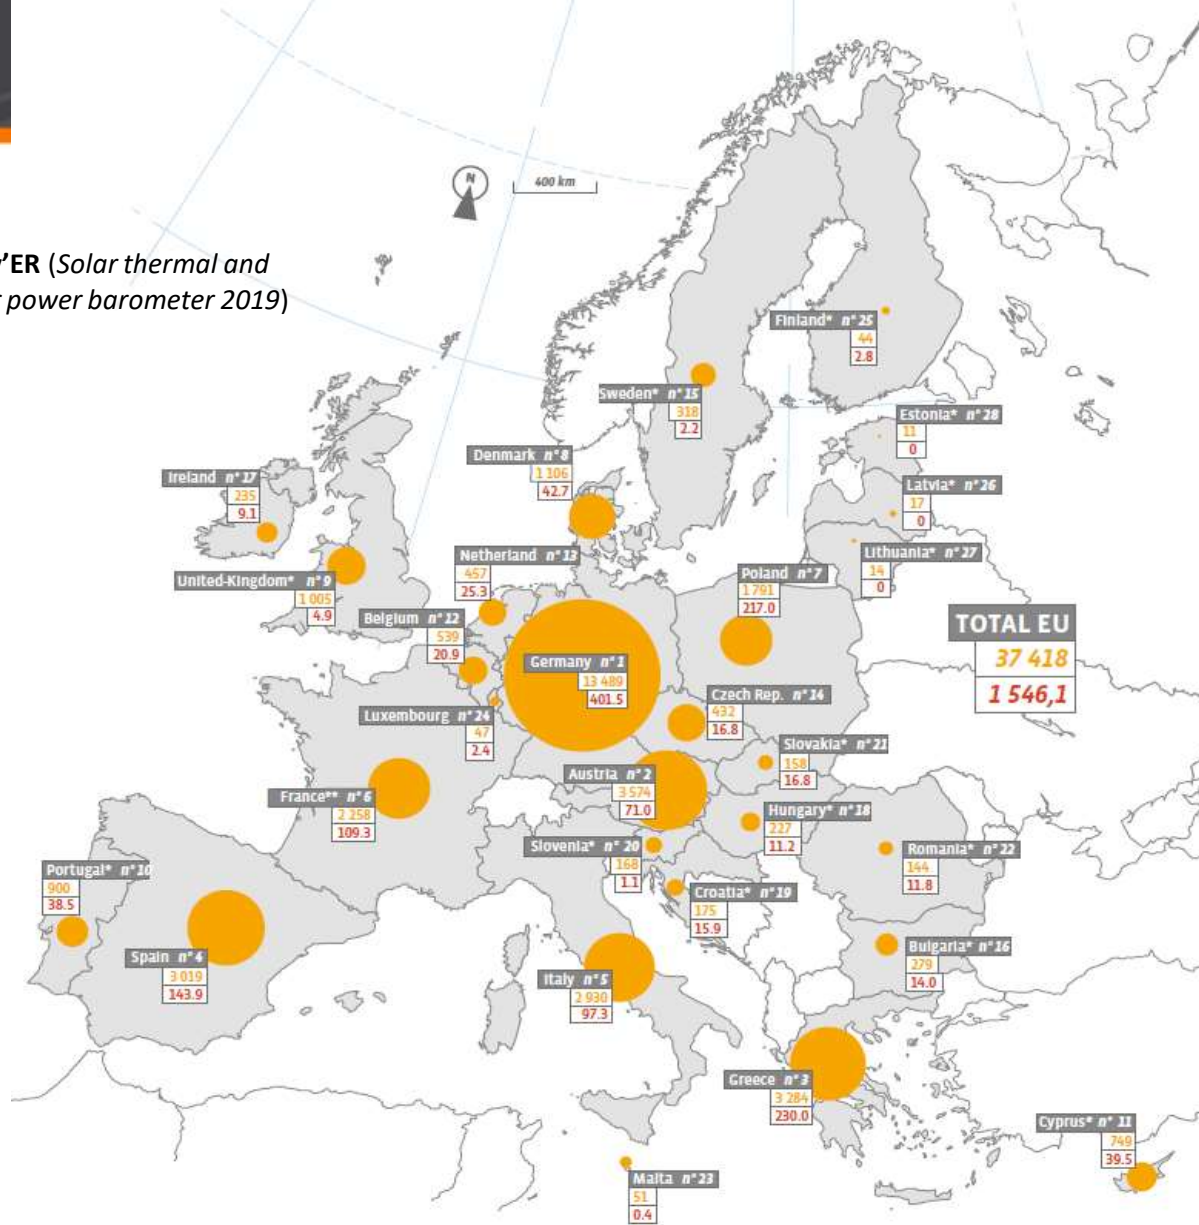 N
400 km
’ER (Solar thermal and
power barometer 2019)
Finland* n° 25
44
2.8
Sweden* n° 15
318
2.2
Estonia* n° 28
11
0
Denmark n° 8
1 106
42.7
Ireland n° 17
235
9.1
Latvia* n° 26
17
0
Netherland n° 13
457
25.3
Lithuania* n° 27
14
0
United-Kingdom* n° 9
1 005
4.9
Poland n° 7
1 791
217.0
Belgium n° 12
539
20.9
TOTAL EU
37 418
1 546,1
Germany n° 1
13 489
401.5
Czech Rep. n° 14
432
16.8
Luxembourg n° 24
47
2.4
Slovakia* n° 21
158
16.8
Austria n° 2
3 574
71.0
France** n° 6
2 258
109.3
Hungary* n° 18
227
11.2
Slovenia* n° 20
168
1.1
Romania* n° 22
144
11.8
Portugal* n° 10
900
38.5
Croatia* n° 19
175
15.9
Bulgaria* n° 16
279
14.0
Spain n° 4
3 019
143.9
Italy n° 5
2 930
97.3
Greece n° 3
3 284
230.0
Cyprus* n° 11
749
39.5
Malta n° 23
51
0.4